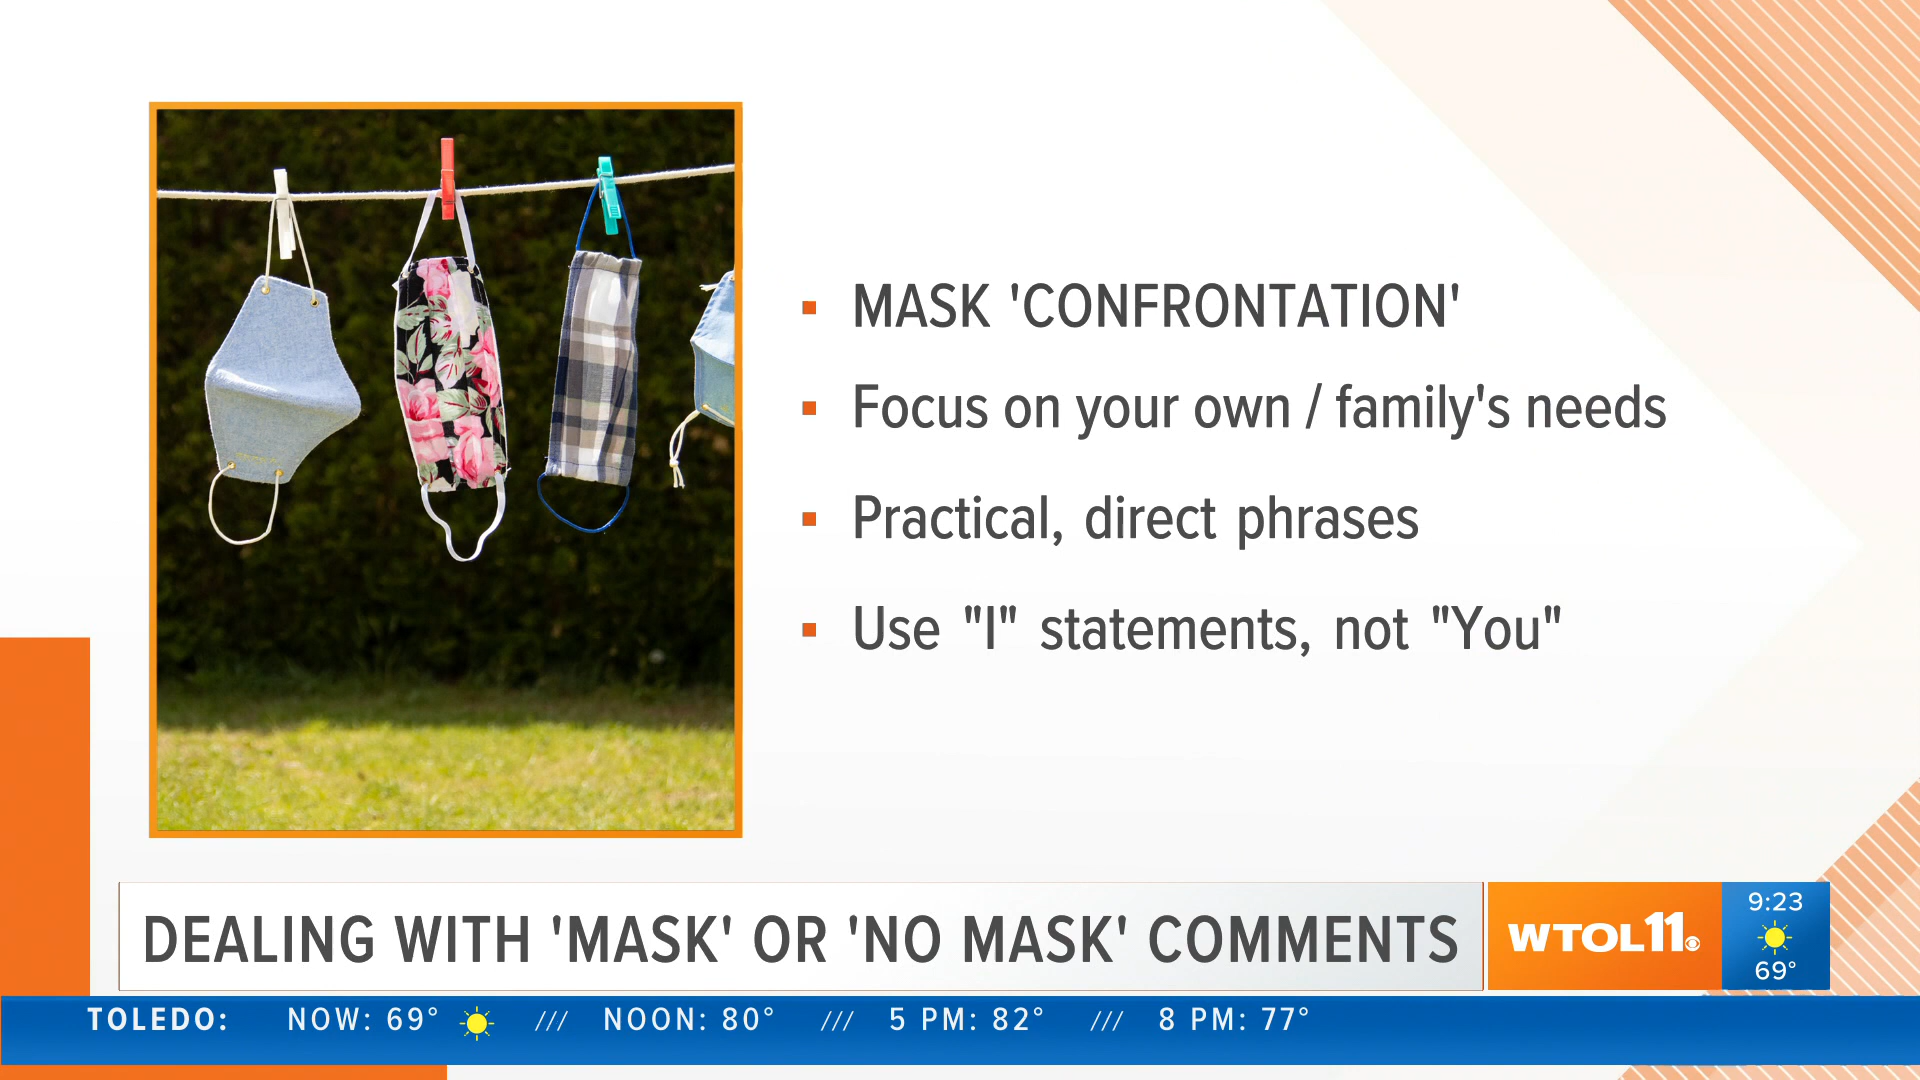 MASK 'CONFRONTATION'
Focus on your own / family's needs
Practical, direct phrases
Use "I" statements, not "You"
DEALING WITH 'MASK' OR 'NO MASK' COMMENTS
WTOL11
9:23
69°
TOLEDO: NOW: 69° /// NOON: 80° /// 5 PM: 82° /// 8 PM: 77°